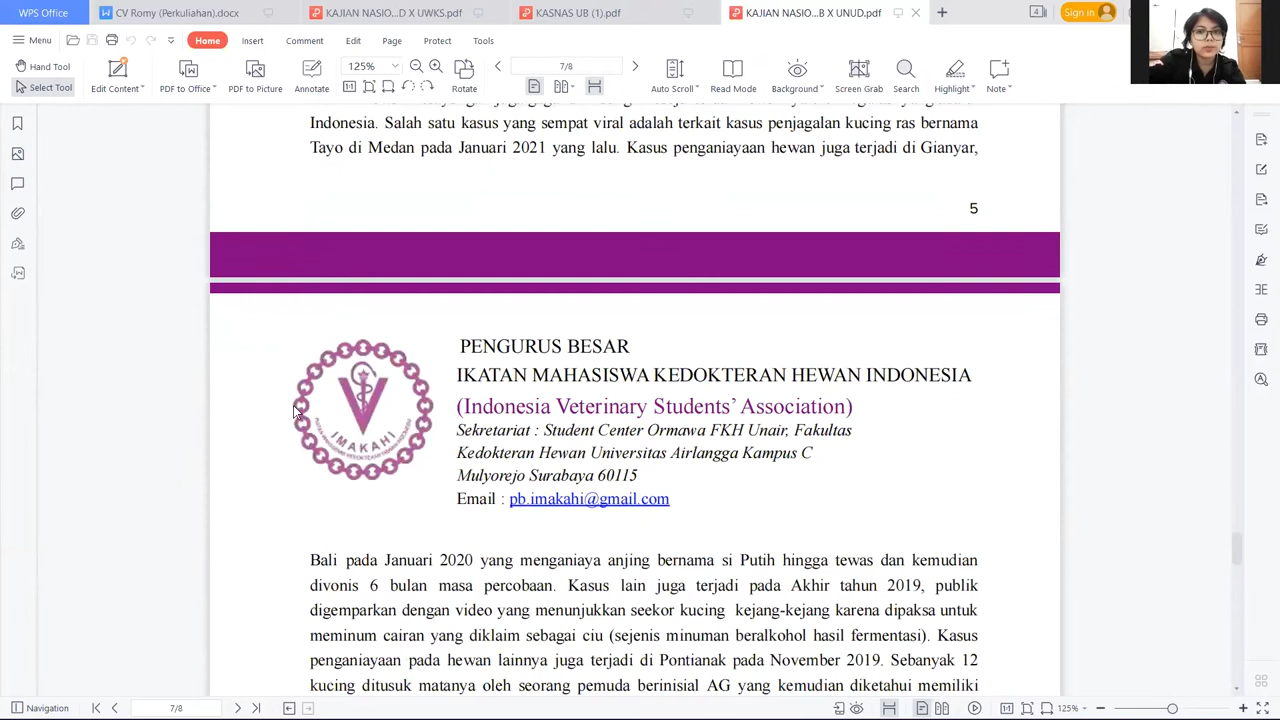 WPS Office CV Romy (Perkuliahan).docx KAJIAN NASIO...D X UWKS.pdf KASNAS UB (1).pdf KAJIAN NASIO...B X UNUD.pdf 4 Sign in
Menu Home Insert Comment Edit Page Protect Tools
Hand Tool
Select Tool
Edit Content PDF to Office PDF to Picture Annotate
125% 7/8
Rotate Auto Scroll Read Mode Background Screen Grab Search Highlight Note
Indonesia. Salah satu kasus yang sempat viral adalah terkait kasus penjagalan kucing ras bernama
Tayo di Medan pada Januari 2021 yang lalu. Kasus penganiayaan hewan juga terjadi di Gianyar,
5
IMAKAHI
PENGURUS BESAR
IKATAN MAHASISWA KEDOKTERAN HEWAN INDONESIA
(Indonesia Veterinary Students' Association)
Sekretariat : Student Center Ormawa FKH Unair, Fakultas
Kedokteran Hewan Universitas Airlangga Kampus C
Mulyorejo Surabaya 60115
Email : pb.imakahi@gmail.com
Bali pada Januari 2020 yang menganiaya anjing bernama si Putih hingga tewas dan kemudian
divonis 6 bulan masa percobaan. Kasus lain juga terjadi pada Akhir tahun 2019, publik
digemparkan dengan video yang menunjukkan seekor kucing kejang-kejang karena dipaksa untuk
meminum cairan yang diklaim sebagai ciu (sejenis minuman beralkohol hasil fermentasi). Kasus
penganiayaan pada hewan lainnya juga terjadi di Pontianak pada November 2019. Sebanyak 12
kucing ditusuk matanya oleh seorang pemuda berinisial AG yang kemudian diketahui memiliki
Navigation 7/8 125%